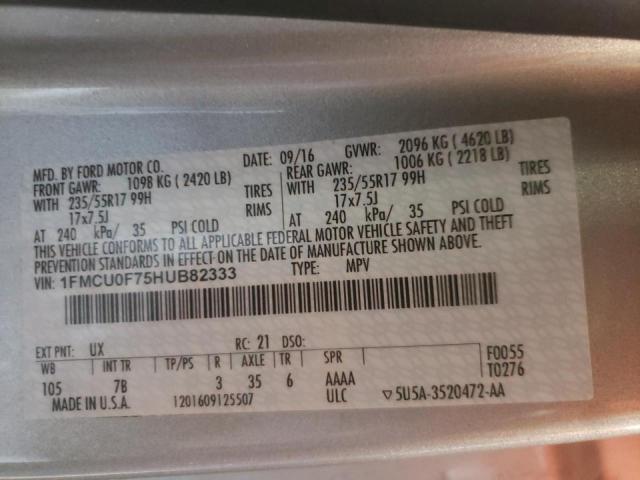 MFD. BY FORD MOTOR CO.
DATE: 09/16 GVWR: 2096 KG ( 4620 LB)
FRONT GAWR: 1098 KG ( 2420 LB) REAR GAWR: 1006 KG ( 2218 LB)
WITH 235/55R17 99H TIRES WITH 235/55R17 99H TIRES
17x7.5J RIMS 17x7.5J RIMS
AT 240 kPa/ 35 PSI COLD AT 240 kPa/ 35 PSI COLD
THIS VEHICLE CONFORMS TO ALL APPLICABLE FEDERAL MOTOR VEHICLE SAFETY AND THEFT
PREVENTION STANDARDS IN EFFECT ON THE DATE OF MANUFACTURE SHOWN ABOVE.
VIN: 1FMCU0F75HUB82333 TYPE: MPV
EXT PNT: UX RC: 21 DSO:
WB INT TR TP/PS R AXLE TR SPR F0055
105 7B 3 35 6 AAAA T0276
MADE IN U.S.A. 1201609125507 ULC ▽5U5A-3520472-AA